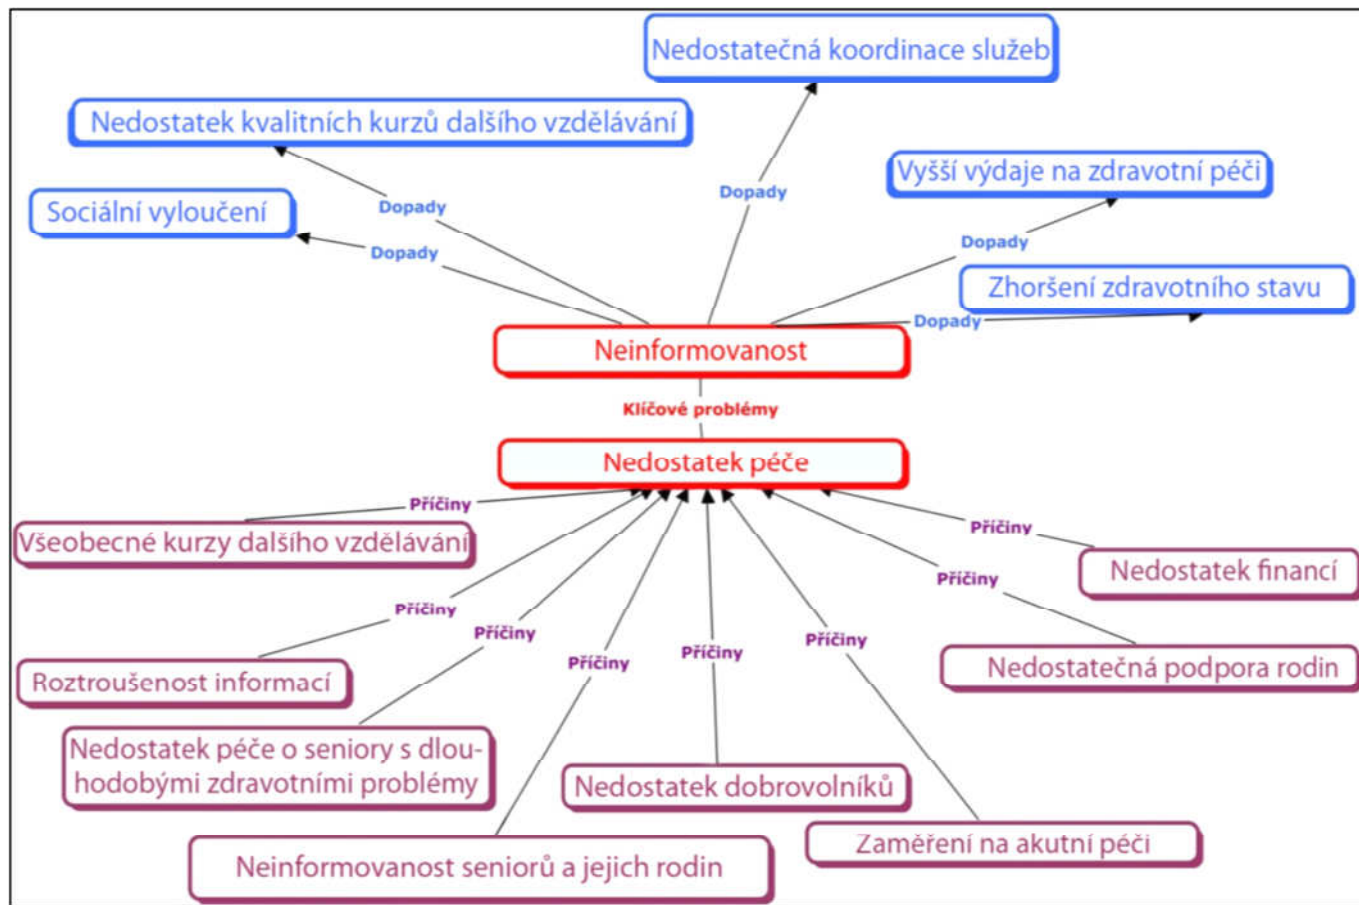 Nedostatečná koordinace služeb
Nedostatek kvalitních kurzů dalšího vzdělávání
Vyšší výdaje na zdravotní péči
Dopady
Sociální vyloučení
Dopady
Dopady
Dopady
Zhoršení zdravotního stavu
Dopady
Neinformovanost
Klíčové problémy
Nedostatek péče
Příčiny
Všeobecné kurzy dalšího vzdělávání
Příčiny
Nedostatek financí
Příčiny
Příčiny
Příčiny
Příčiny
Příčiny
Příčiny
Roztroušenost informací
Nedostatečná podpora rodin
Nedostatek péče o seniory s dlou-
hodobými zdravotními problémy
Nedostatek dobrovolníků
Zaměření na akutní péči
Neinformovanost seniorů a jejich rodin